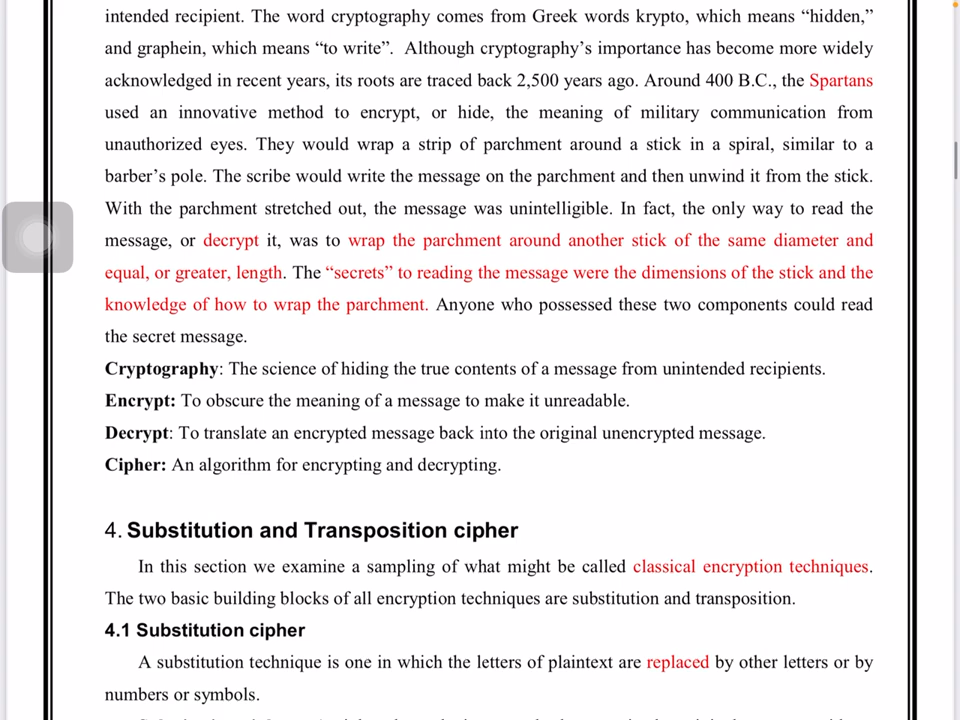 intended recipient. The word cryptography comes from Greek words krypto, which means “hidden,”
and graphein, which means “to write”.  Although cryptography’s importance has become more widely
acknowledged in recent years, its roots are traced back 2,500 years ago. Around 400 B.C., the Spartans
used an innovative method to encrypt, or hide, the meaning of military communication from
unauthorized eyes. They would wrap a strip of parchment around a stick in a spiral, similar to a
barber’s pole. The scribe would write the message on the parchment and then unwind it from the stick.
With the parchment stretched out, the message was unintelligible. In fact, the only way to read the
message, or decrypt it, was to wrap the parchment around another stick of the same diameter and
equal, or greater, length. The “secrets” to reading the message were the dimensions of the stick and the
knowledge of how to wrap the parchment. Anyone who possessed these two components could read
the secret message.
Cryptography: The science of hiding the true contents of a message from unintended recipients.
Encrypt: To obscure the meaning of a message to make it unreadable.
Decrypt: To translate an encrypted message back into the original unencrypted message.
Cipher: An algorithm for encrypting and decrypting.
4. Substitution and Transposition cipher
In this section we examine a sampling of what might be called classical encryption techniques.
The two basic building blocks of all encryption techniques are substitution and transposition.
4.1 Substitution cipher
A substitution technique is one in which the letters of plaintext are replaced by other letters or by
numbers or symbols.